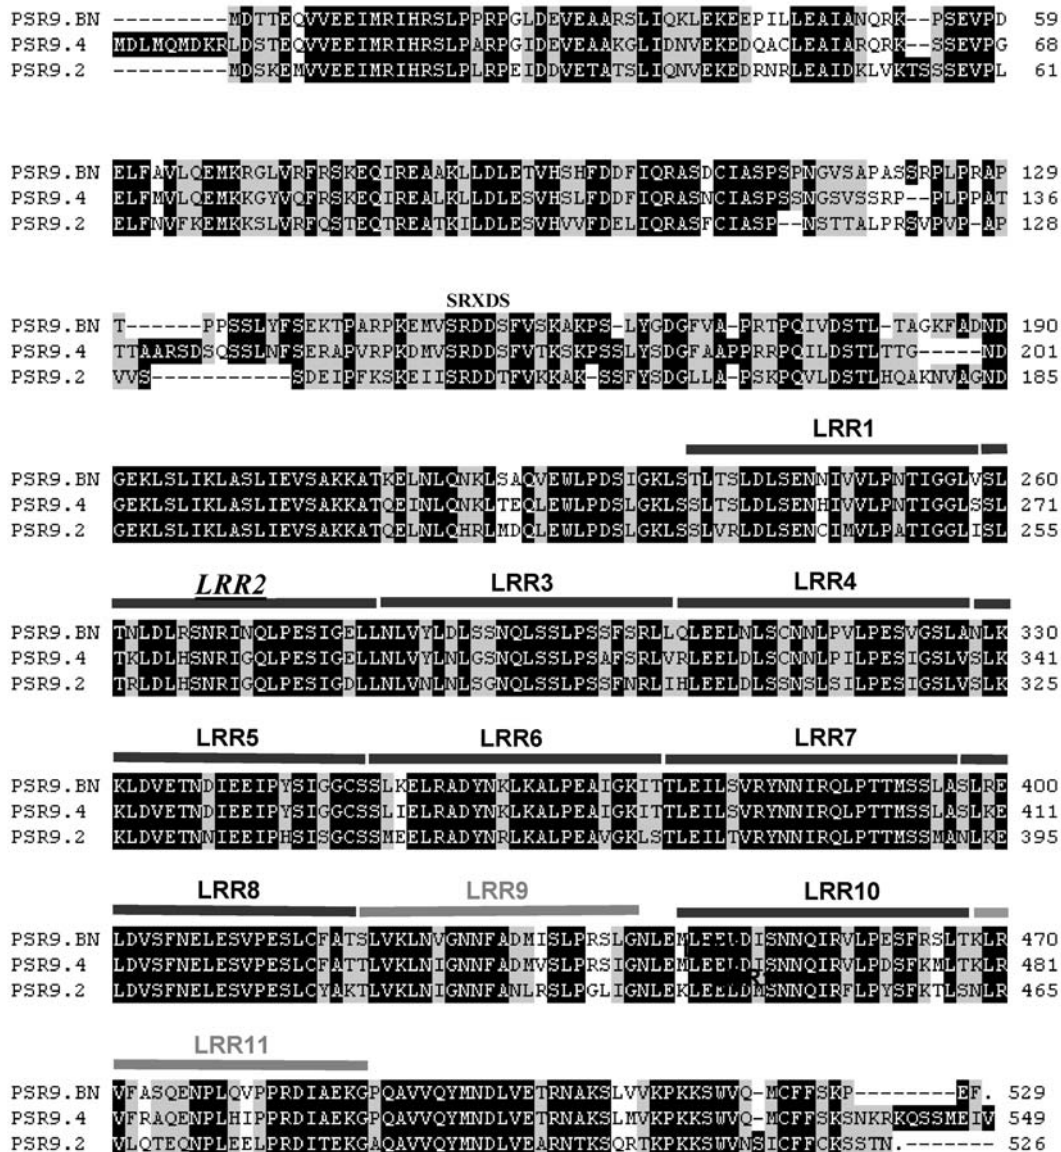 PSR9.BN ---------MDTTEQVVEEIMRIHRSLPPRPGLDEVEAARSLIQKLEKEEPILLEAIANQRK--PSEVPD 59
PSR9.4 MDLMQMDKRLDSTEQVVEEIMRIHRSLPARPGIDEVEAAKGLIDNVEKEDQACLEAIARQRK--SSEVPG 68
PSR9.2 ---------MDSKEMVVEEIMRIHRSLPLRPEIDDVETATSLIQNVEKEDRNRLEAIDKLVKTSSSEVPL 61
PSR9.BN ELFAVLQEMKRGLVRFRSKEQIREAAKLLDLETVHSHFDDFIQRASDCIASPSPNGVSAPASSRPLPRAP 129
PSR9.4 ELFMVLQEMKKGYVQFRSKEQIREALKLLDLESVHSLFDDFIQRASNCIASPSSNGSVSSRP--PLPPAT 136
PSR9.2 ELFNVFKEMKKSLVRFQSTEQTREATKILDLESVHVVFDELIQRASFCIASP--NSTTALPRSVPVP-AP 128
SRXDS
PSR9.BN T------PPSSLYFSEKTPARPKEMVSRDDSFVSKAKPS-LYGDGFVA-PRTPQIVDSTL-TAGKFADND 190
PSR9.4 TTAARSDSQSSLNFSERAPVRPKDMVSRDDSFVTKSKPSSLYSDGFAAPPRRPQILDSTLTTG-----ND 201
PSR9.2 VVS-----------SDEIPFKSKEIISRDDTFVKKAK-SSFYSDGLLA-PSKPQVLDSTLHQAKNVAGND 185
LRR1
PSR9.BN GEKLSLIKLASLIEVSAKKATKELNLQNKLSAQVEWLPDSIGKLSTLTSLDLSENNIVVLPNTIGGLVSL 260
PSR9.4 GEKLSLIKLASLIEVSAKKATQEINLQNKLTEQLEWLPDSLGKLSSLTSLDLSENHIVVLPNTIGGLSSL 271
PSR9.2 GEKLSLIKLASLIEVSAKKATQELNLQHRLMDQLEWLPDSLGKLSSLVRLDLSENCIMVLPATIGGLISL 255
LRR2 LRR3 LRR4
PSR9.BN TNLDLRSNRINQLPESIGELLNLVYLDLSSNQLSSLPSSFSRLLQLEELNLSCNNLPVLPESVGSLANLK 330
PSR9.4 TKLDLHSNRIGQLPESIGELLNLVYLNLGSNQLSSLPSAFSRLVRLEELDLSCNNLPILPESIGSLVSLK 341
PSR9.2 TRLDLHSNRIGQLPESIGDLLNLVNLNLSGNQLSSLPSSFNRLIHLEELDLSSNSLSILPESIGSLVSLK 325
LRR5 LRR6 LRR7
PSR9.BN KLDVETNDIEEIPYSIGGCSSLKELRADYNKLKALPEAIGKITTLEILSVRYNNIRQLPTTMSSLASLRE 400
PSR9.4 KLDVETNDIEEIPHSISGCSSLIELRADYNKLKALPEAIGKITTLEILSVRYNNIRQLPTTMSSLASLKE 411
PSR9.2 KLDVETNNIEEIPHSISGCSSMEELRADYNRLKALPEAVGKLSTLEILTVRYNNIRQLPTTMSSMANLKE 395
LRR8 LRR9 LRR10
PSR9.BN LDVSFNELESVPESLCFATSLVKLNVGNNFADMISLPRSLGNLEMLEELDISNNQIRVLPESFRSLTKLR 470
PSR9.4 LDVSFNELESVPESLCFATTLVKLNIGNNFADMVSLPRSIGNLEMLEELDISNNQIRVLPDSFKMLTKLR 481
PSR9.2 LDVSFNELESVPESLCYAKTLVKLNIGNNFANLRSLPGLIGNLEKLEELDMSNNQIRFLPYSFKTLSNLR 465
LRR11
PSR9.BN VFASQENPLQVPPRDIAEKGPQAVVQYMNDLVETRNAKSLVVKPKKSWVQ-MCFFSKP--------EF. 529
PSR9.4 VFRAQENPLHIPPRDIAEKGPQAVVQYMNDLVETRNAKSLMVKPKKSWVQ-MCFFSKSNKRKQSSMEIV 549
PSR9.2 VLQTEQNPLEELPRDITEKGAQAVVQYMNDLVEARNTKSQRTKPKKSWVNSICFFCKSSTN.------- 526